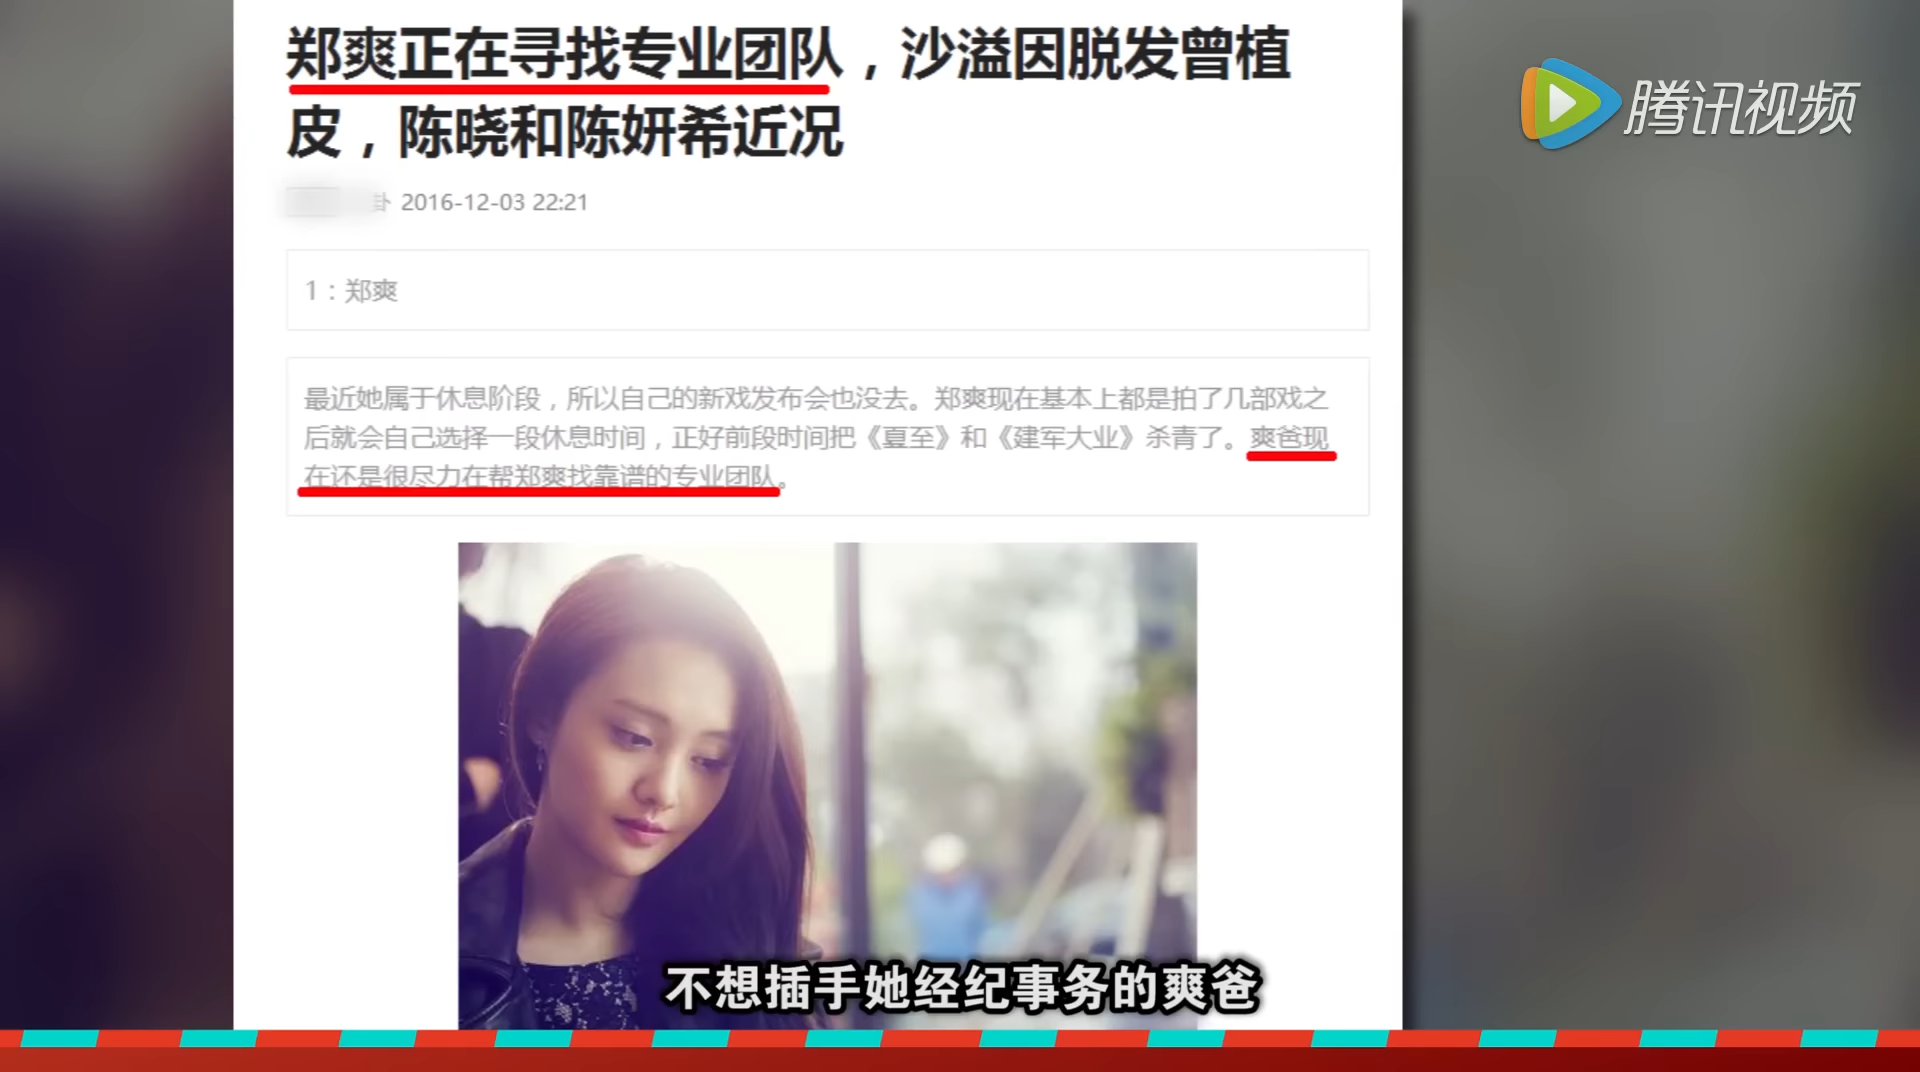 郑爽正在寻找专业团队，沙溢因脱发曾植
皮，陈晓和陈妍希近况
腾讯视频
卦 2016-12-03 22:21
1：郑爽
最近她属于休息阶段，所以自己的新戏发布会也没去。郑爽现在基本上都是拍了几部戏之
后就会自己选择一段休息时间，正好前段时间把《夏至》和《建军大业》杀青了。爽爸现
在还是很尽力在帮郑爽找靠谱的专业团队。
不想插手她经纪事务的爽爸